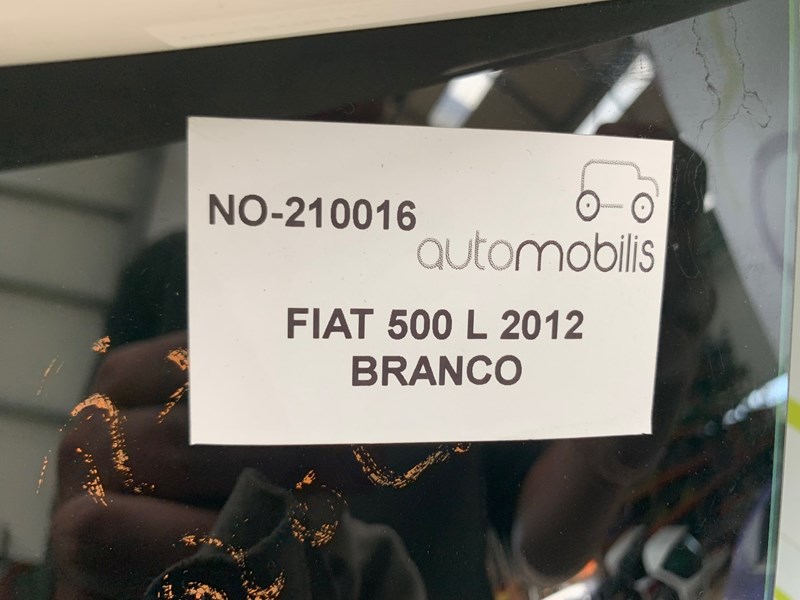 NO-210016
automobilis
FIAT 500 L 2012
BRANCO